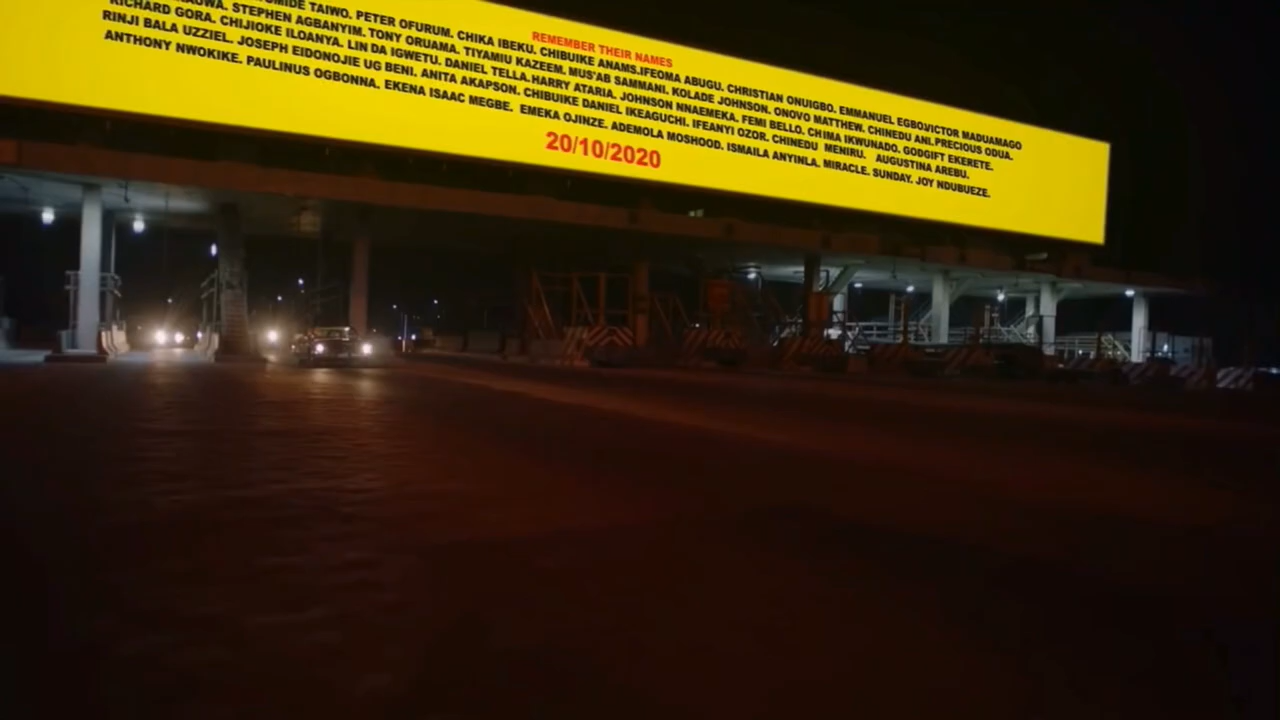 REMEMBER THEIR NAMES
TAIWO. PETER OFURUM. CHIKA IBEKU. CHIBUIKE ANAMS.IFEOMA ABUGU. CHRISTIAN ONUIGBO. EMMANUEL EGBO.VICTOR MADUAMAGO
STEPHEN AGBANYIM. TONY ORUAMA. TIYAMIU KAZEEM. MUS'AB SAMMANI. KOLADE JOHNSON. ONOVO MATTHEW. CHINEDU ANI.PRECIOUS ODUA.
RICHARD GORA. CHIJIOKE ILOANYA. LIN DA IGWETU. DANIEL TELLA.HARRY ATARIA. JOHNSON NNAEMEKA. FEMI BELLO. CHIMA IKWUNADO. GODGIFT EKERETE.
RINJI BALA UZZIEL. JOSEPH EIDONOJIE UG BENI. ANITA AKAPSON. CHIBUIKE DANIEL IKEAGUCHI. IFEANYI OZOR. CHINEDU MENIRU. AUGUSTINA AREBU.
ANTHONY NWOKIKE. PAULINUS OGBONNA, EKENA ISAAC MEGBE. EMEKA OJINZE. ADEMOLA MOSHOOD. ISMAILA ANYINLA. MIRACLE. SUNDAY. JOY NDUBUEZE.
20/10/2020